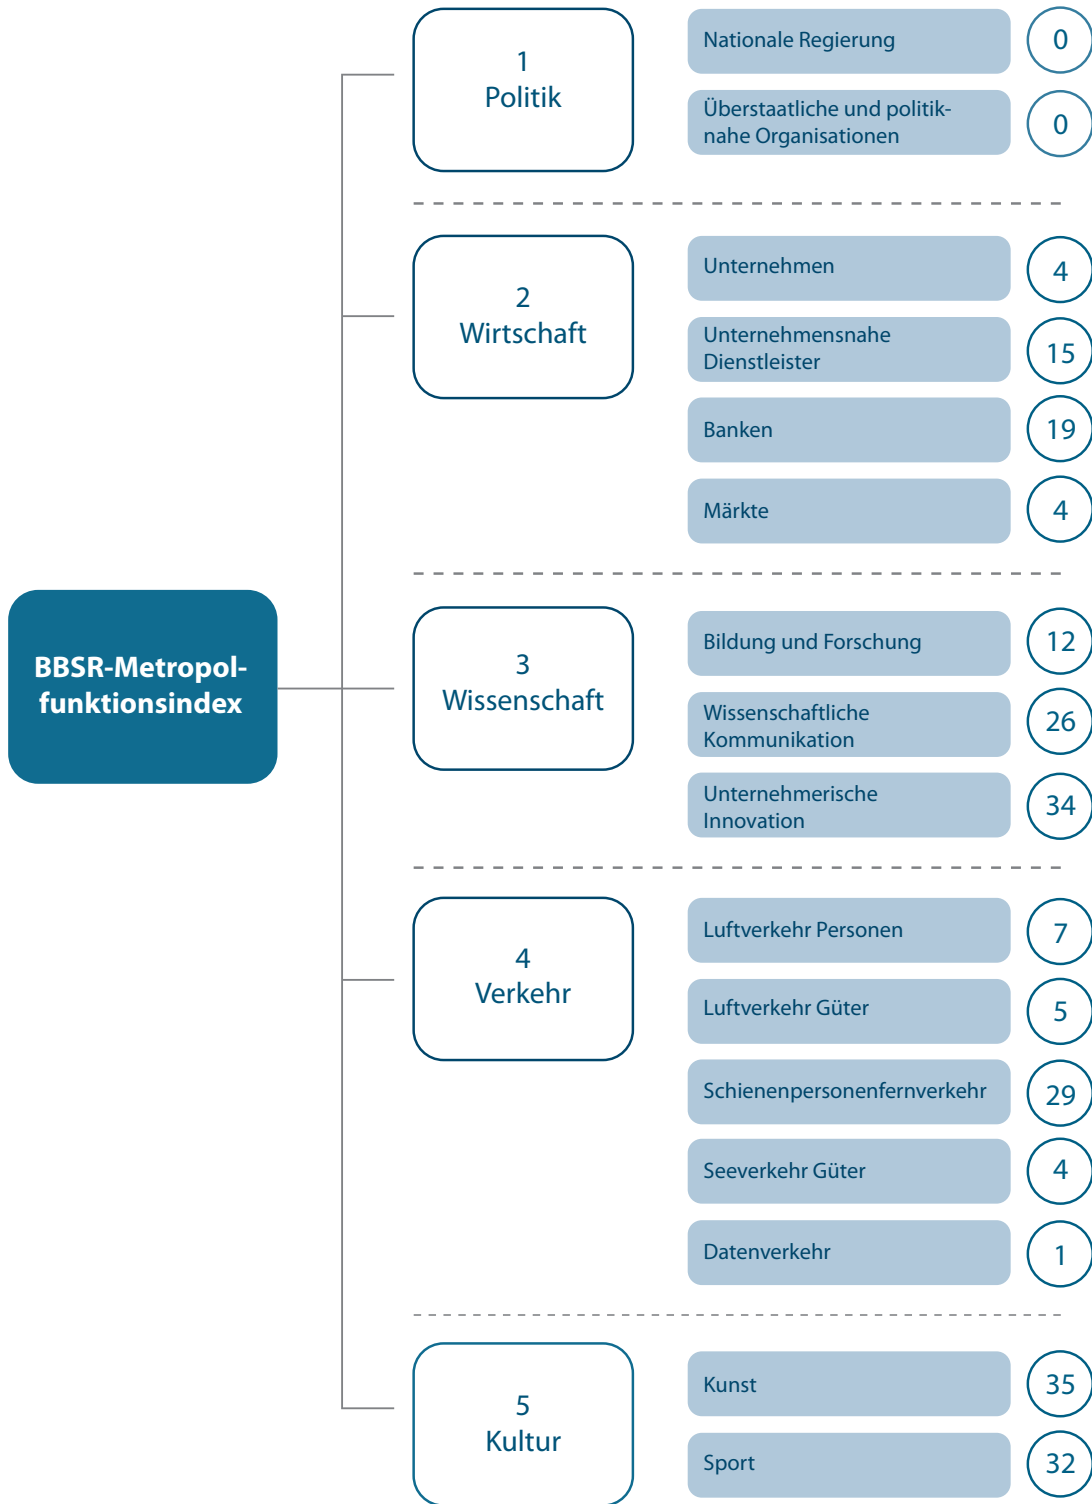 BBSR-Metropol-
funktionsindex
1
Politik
Nationale Regierung
0
Überstaatliche und politik-
nahe Organisationen
0
2
Wirtschaft
Unternehmen
4
Unternehmensnahe
Dienstleister
15
Banken
19
Märkte
4
3
Wissenschaft
Bildung und Forschung
12
Wissenschaftliche
Kommunikation
26
Unternehmerische
Innovation
34
4
Verkehr
Luftverkehr Personen
7
Luftverkehr Güter
5
Schienenpersonenfernverkehr
29
Seeverkehr Güter
4
Datenverkehr
1
5
Kultur
Kunst
35
Sport
32